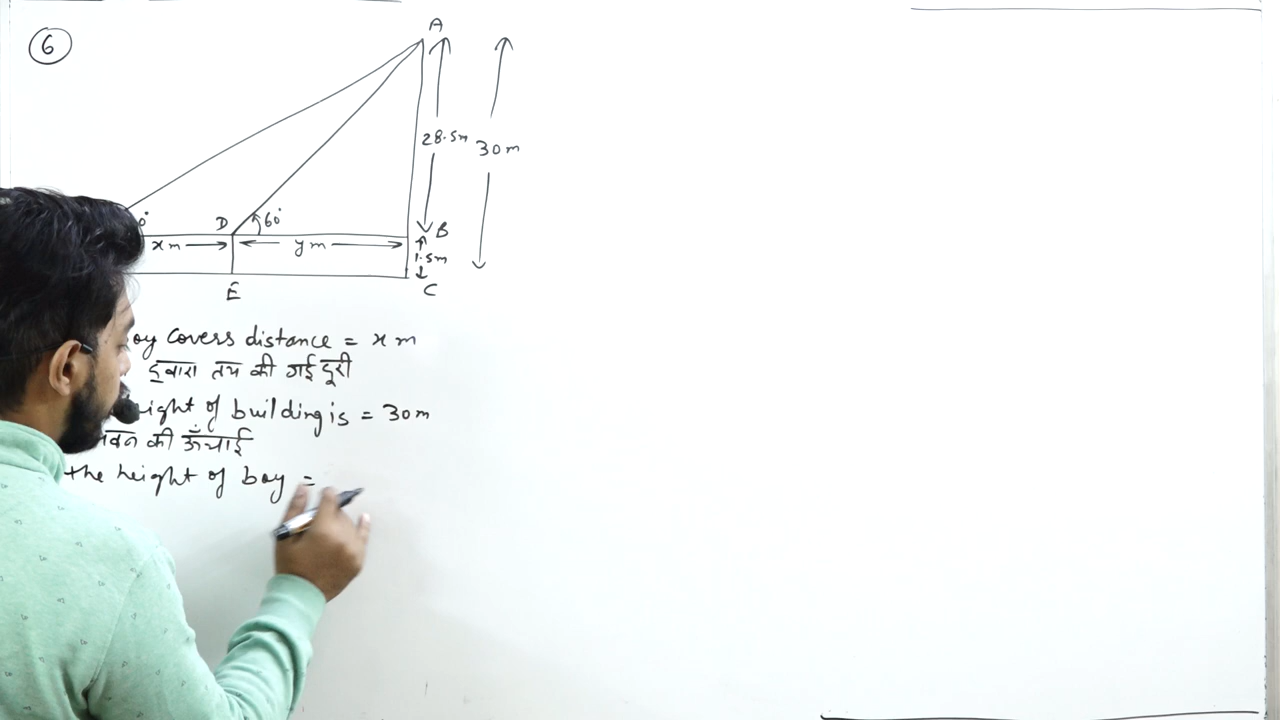 6
A
28.5m
30m
D 60° B
x m y m
1.5m
E C
covers distance = x m
दुवारा तय की गई दूरी
of building is = 30m
की ऊँचाई
the height of boy =